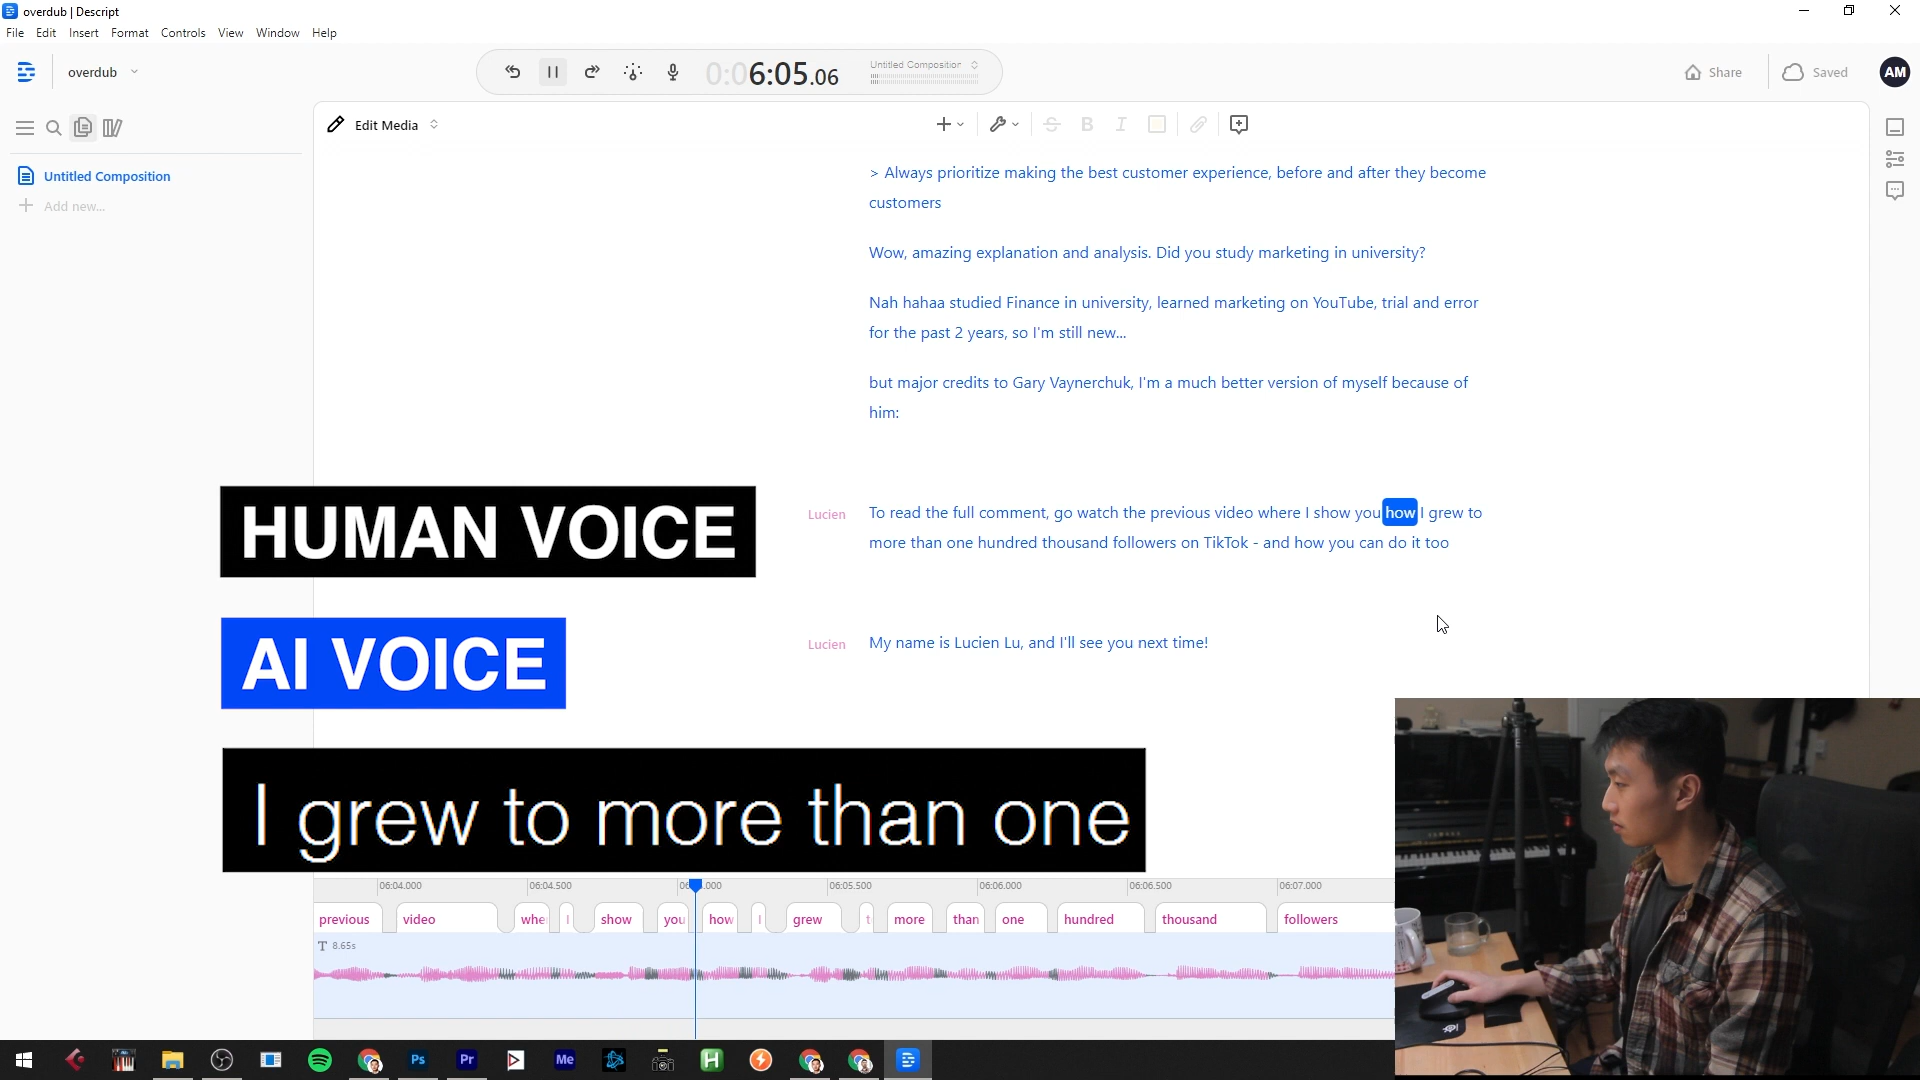 overdub | Descript
File Edit Insert Format Controls View Window Help
overdub
0:06:05.06
Untitled Composition
Share
Saved
AM
Edit Media
B I
Untitled Composition
Add new...
> Always prioritize making the best customer experience, before and after they become
customers
Wow, amazing explanation and analysis. Did you study marketing in university?
Nah hahaa studied Finance in university, learned marketing on YouTube, trial and error
for the past 2 years, so I'm still new...
but major credits to Gary Vaynerchuk, I'm a much better version of myself because of
him:
HUMAN VOICE
Lucien
To read the full comment, go watch the previous video where I show you how I grew to
more than one hundred thousand followers on TikTok - and how you can do it too
AI VOICE
Lucien
My name is Lucien Lu, and I'll see you next time!
I grew to more than one
06:04.000 06:04.500 06:05.500 06:06.000 06:06.500 06:07.000
previous video whe I show you how I grew t more than one hundred thousand followers
T 8.65s
Ps Pr Me H